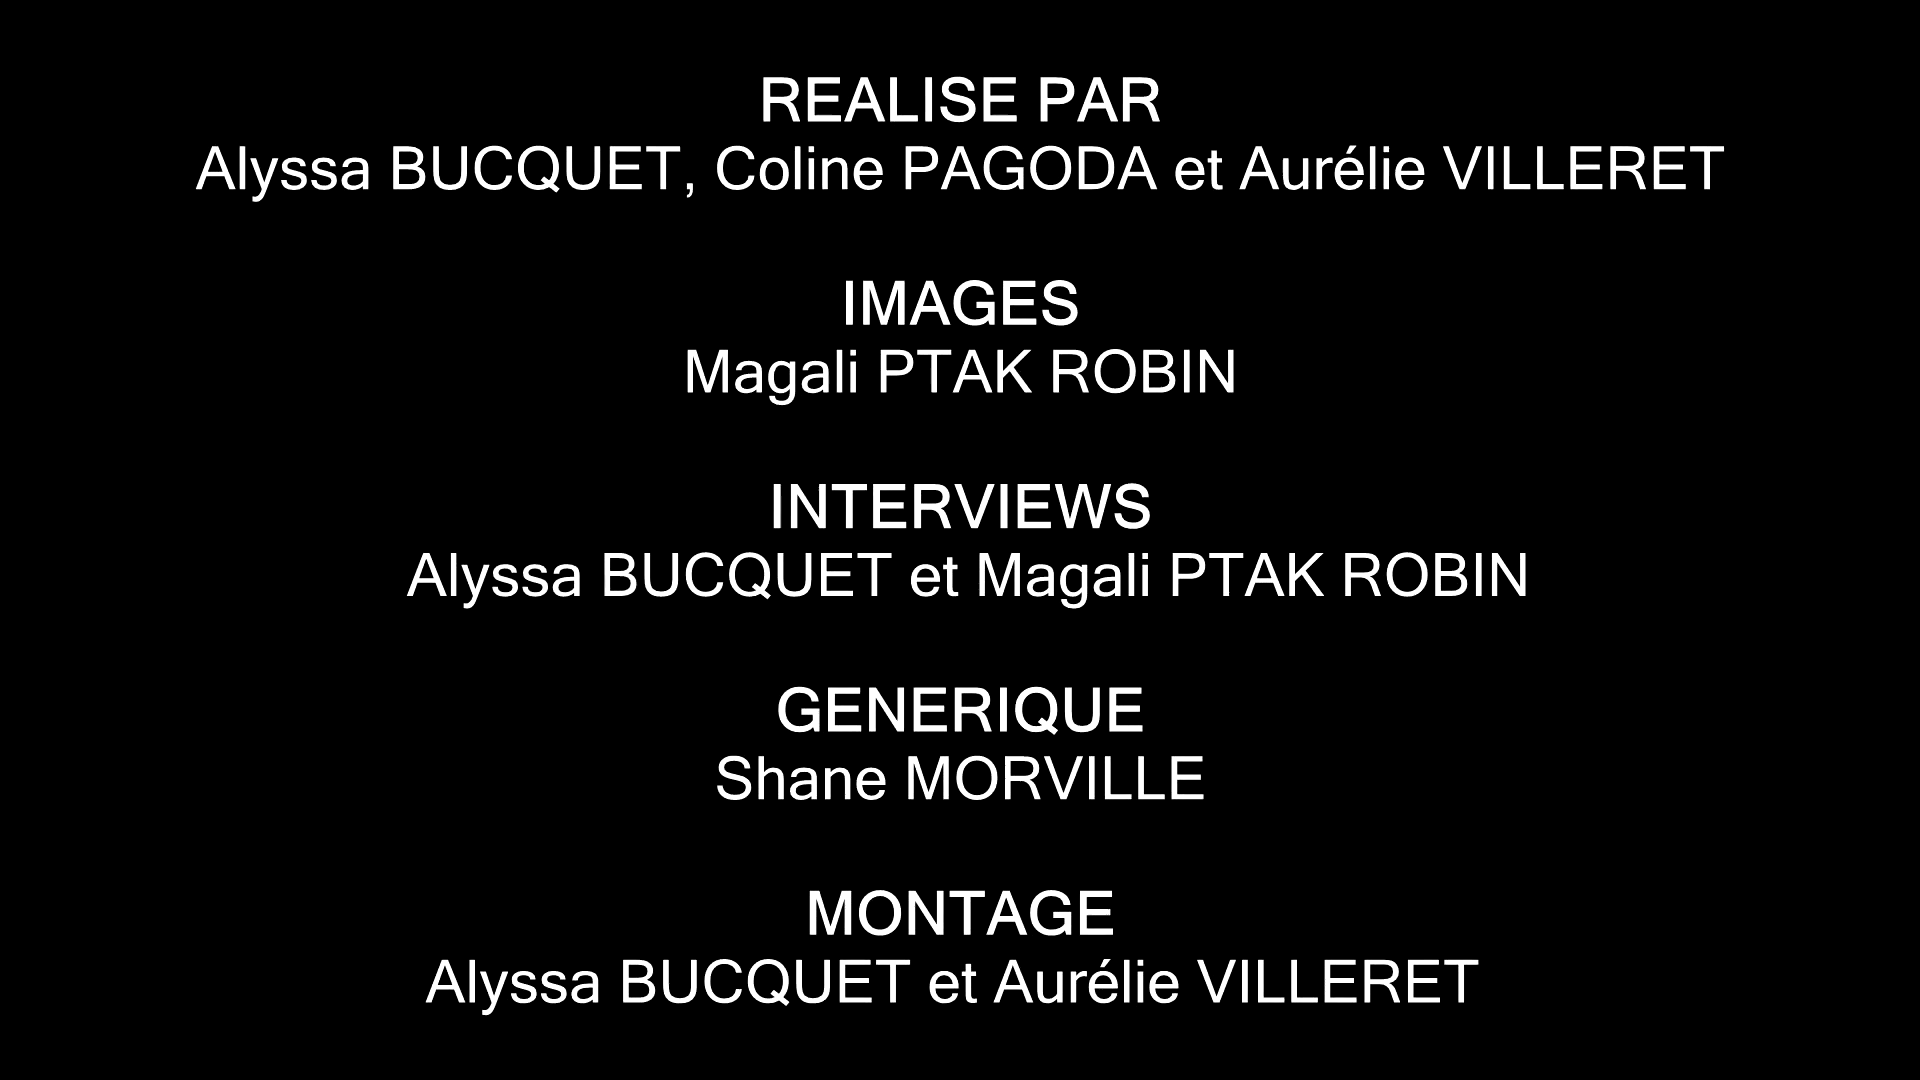 REALISE PAR
Alyssa BUCQUET, Coline PAGODA et Aurélie VILLERET
IMAGES
Magali PTAK ROBIN
INTERVIEWS
Alyssa BUCQUET et Magali PTAK ROBIN
GENERIQUE
Shane MORVILLE
MONTAGE
Alyssa BUCQUET et Aurélie VILLERET